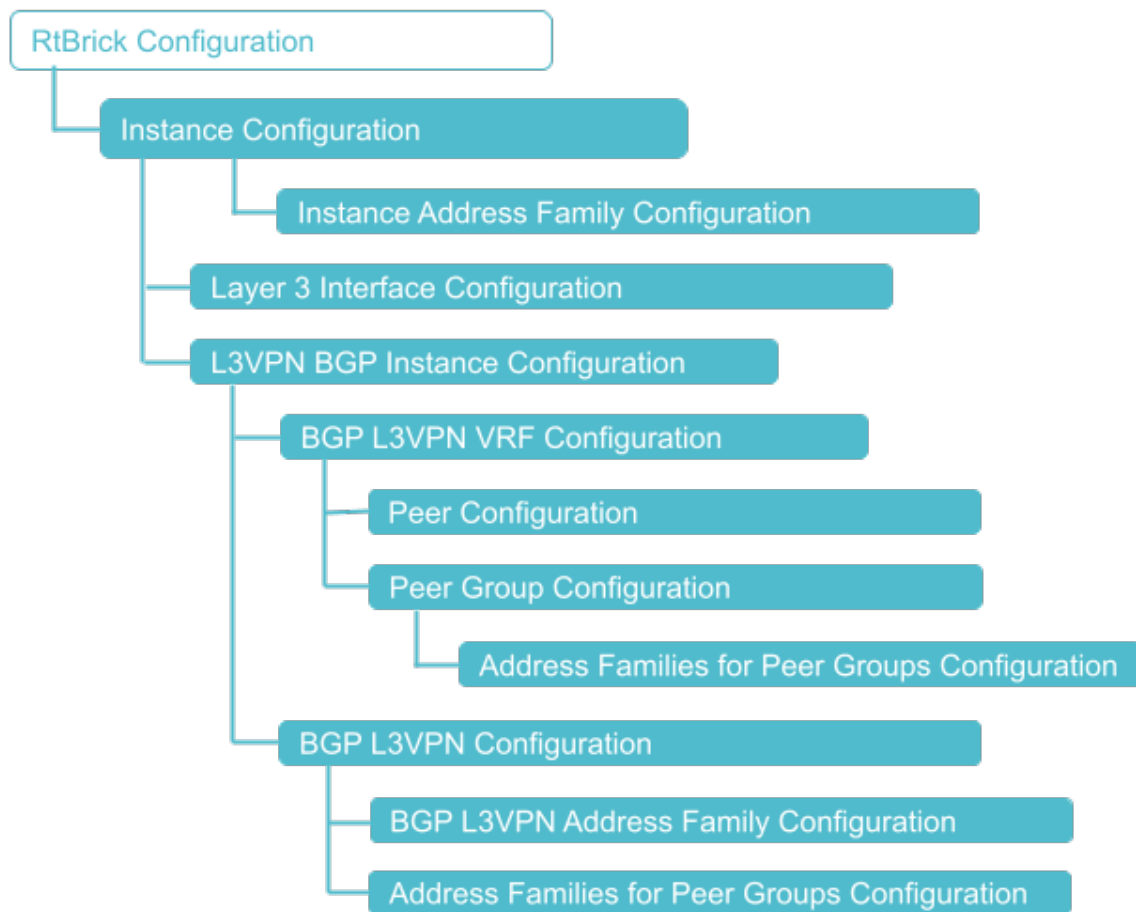 RtBrick Configuration
Instance Configuration
Instance Address Family Configuration
Layer 3 Interface Configuration
L3VPN BGP Instance Configuration
BGP L3VPN VRF Configuration
Peer Configuration
Peer Group Configuration
Address Families for Peer Groups Configuration
BGP L3VPN Configuration
BGP L3VPN Address Family Configuration
Address Families for Peer Groups Configuration